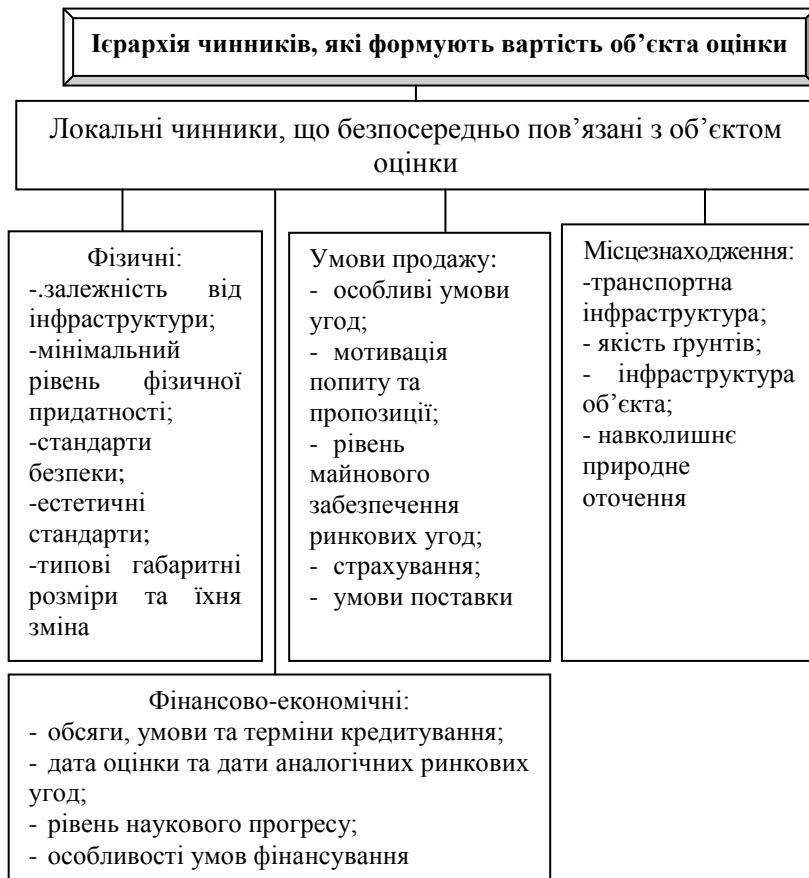 Ієрархія чинників, які формують вартість об’єкта оцінки
Локальні чинники, що безпосередньо пов’язані з об’єктом
оцінки
Фізичні:
-.залежність від
інфраструктури;
-мінімальний
рівень фізичної
придатності;
-стандарти
безпеки;
-естетичні
стандарти;
-типові габаритні
розміри та їхня
зміна
Умови продажу:
- особливі умови
угод;
- мотивація
попиту та
пропозиції;
- рівень
майнового
забезпечення
ринкових угод;
- страхування;
- умови поставки
Місцезнаходження:
-транспортна
інфраструктура;
- якість ґрунтів;
- інфраструктура
об’єкта;
- навколишнє
природне
оточення
Фінансово-економічні:
- обсяги, умови та терміни кредитування;
- дата оцінки та дати аналогічних ринкових
угод;
- рівень наукового прогресу;
- особливості умов фінансування